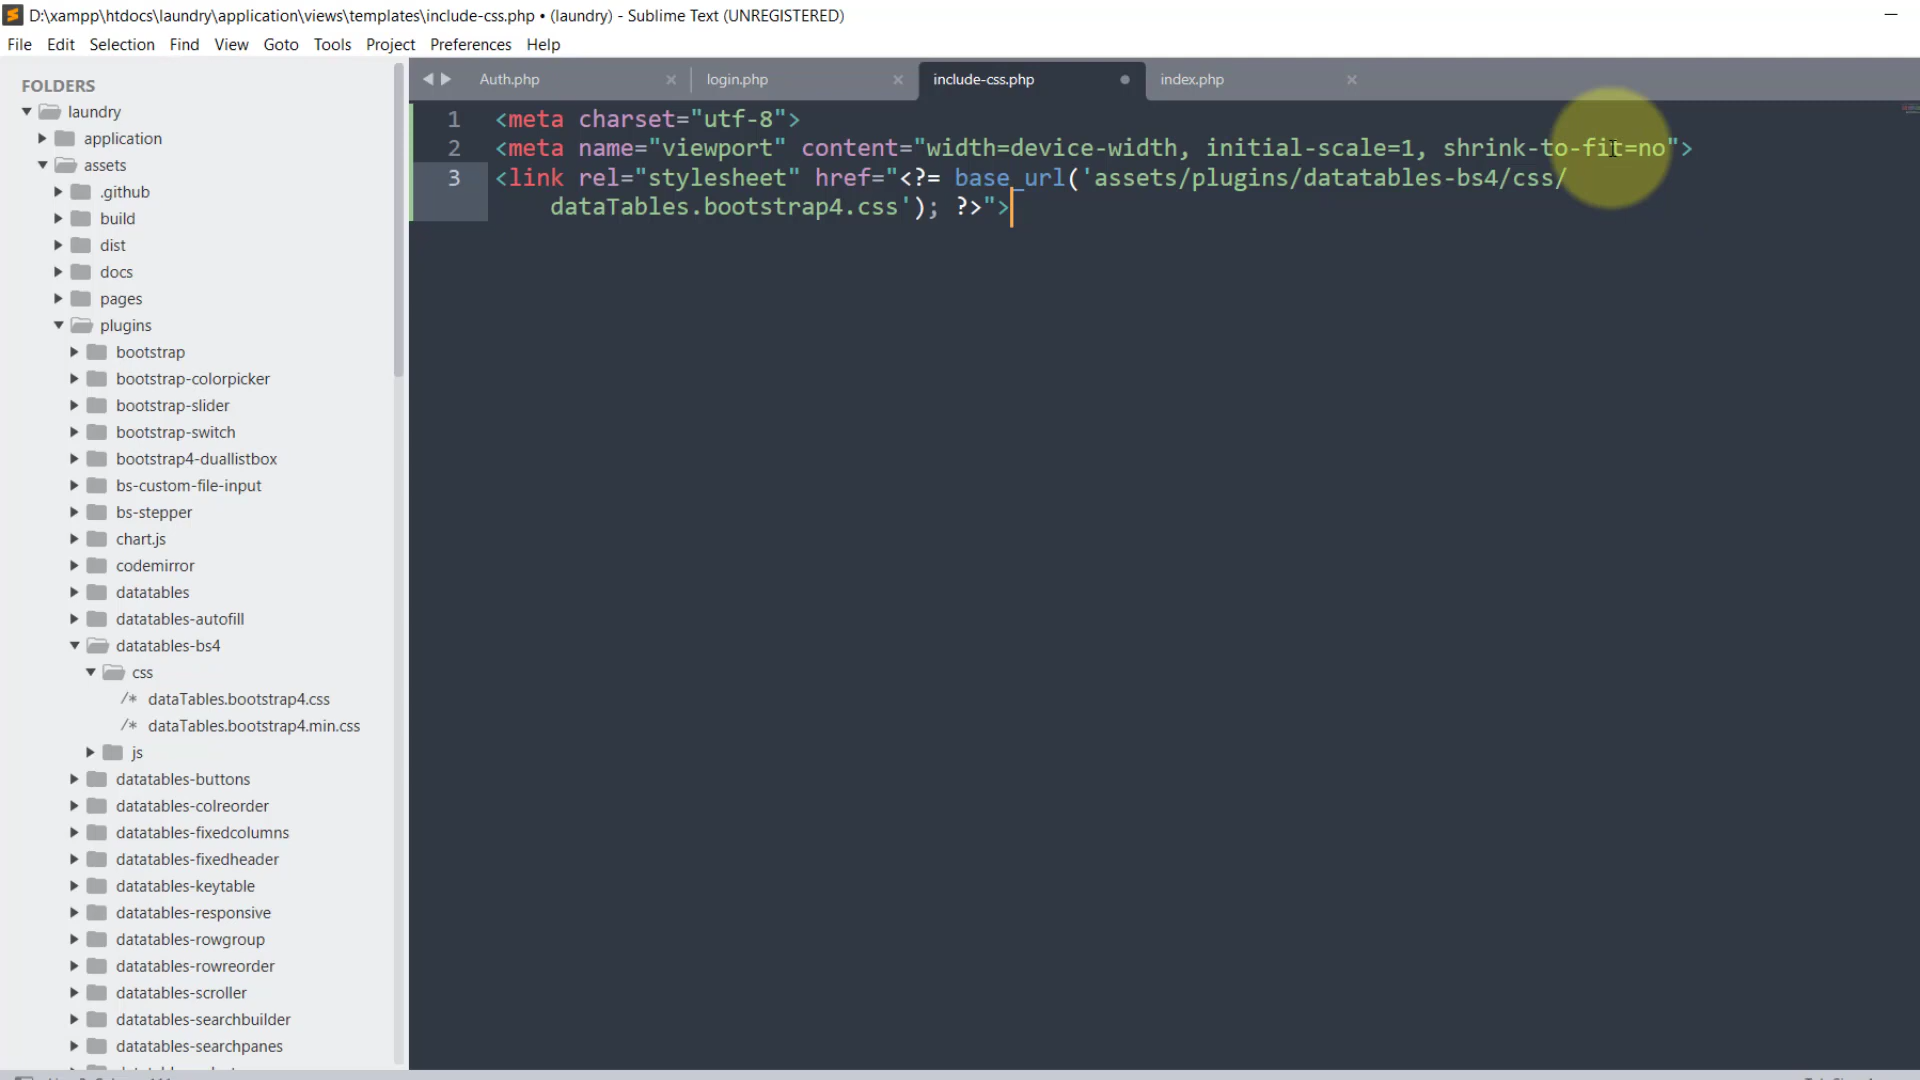 D:\xampp\htdocs\laundry\application\views\templates\include-css.php • (laundry) - Sublime Text (UNREGISTERED)
File Edit Selection Find View Goto Tools Project Preferences Help
FOLDERS
laundry
application
assets
.github
build
dist
docs
pages
plugins
bootstrap
bootstrap-colorpicker
bootstrap-slider
bootstrap-switch
bootstrap4-duallistbox
bs-custom-file-input
bs-stepper
chart.js
codemirror
datatables
datatables-autofill
datatables-bs4
css
/* dataTables.bootstrap4.css
/* dataTables.bootstrap4.min.css
js
datatables-buttons
datatables-colreorder
datatables-fixedcolumns
datatables-fixedheader
datatables-keytable
datatables-responsive
datatables-rowgroup
datatables-rowreorder
datatables-scroller
datatables-searchbuilder
datatables-searchpanes
Auth.php login.php include-css.php index.php
1 <meta charset="utf-8">
2 <meta name="viewport" content="width=device-width, initial-scale=1, shrink-to-fit=no">
3 <link rel="stylesheet" href="<?= base_url('assets/plugins/datatables-bs4/css/
dataTables.bootstrap4.css'); ?>">